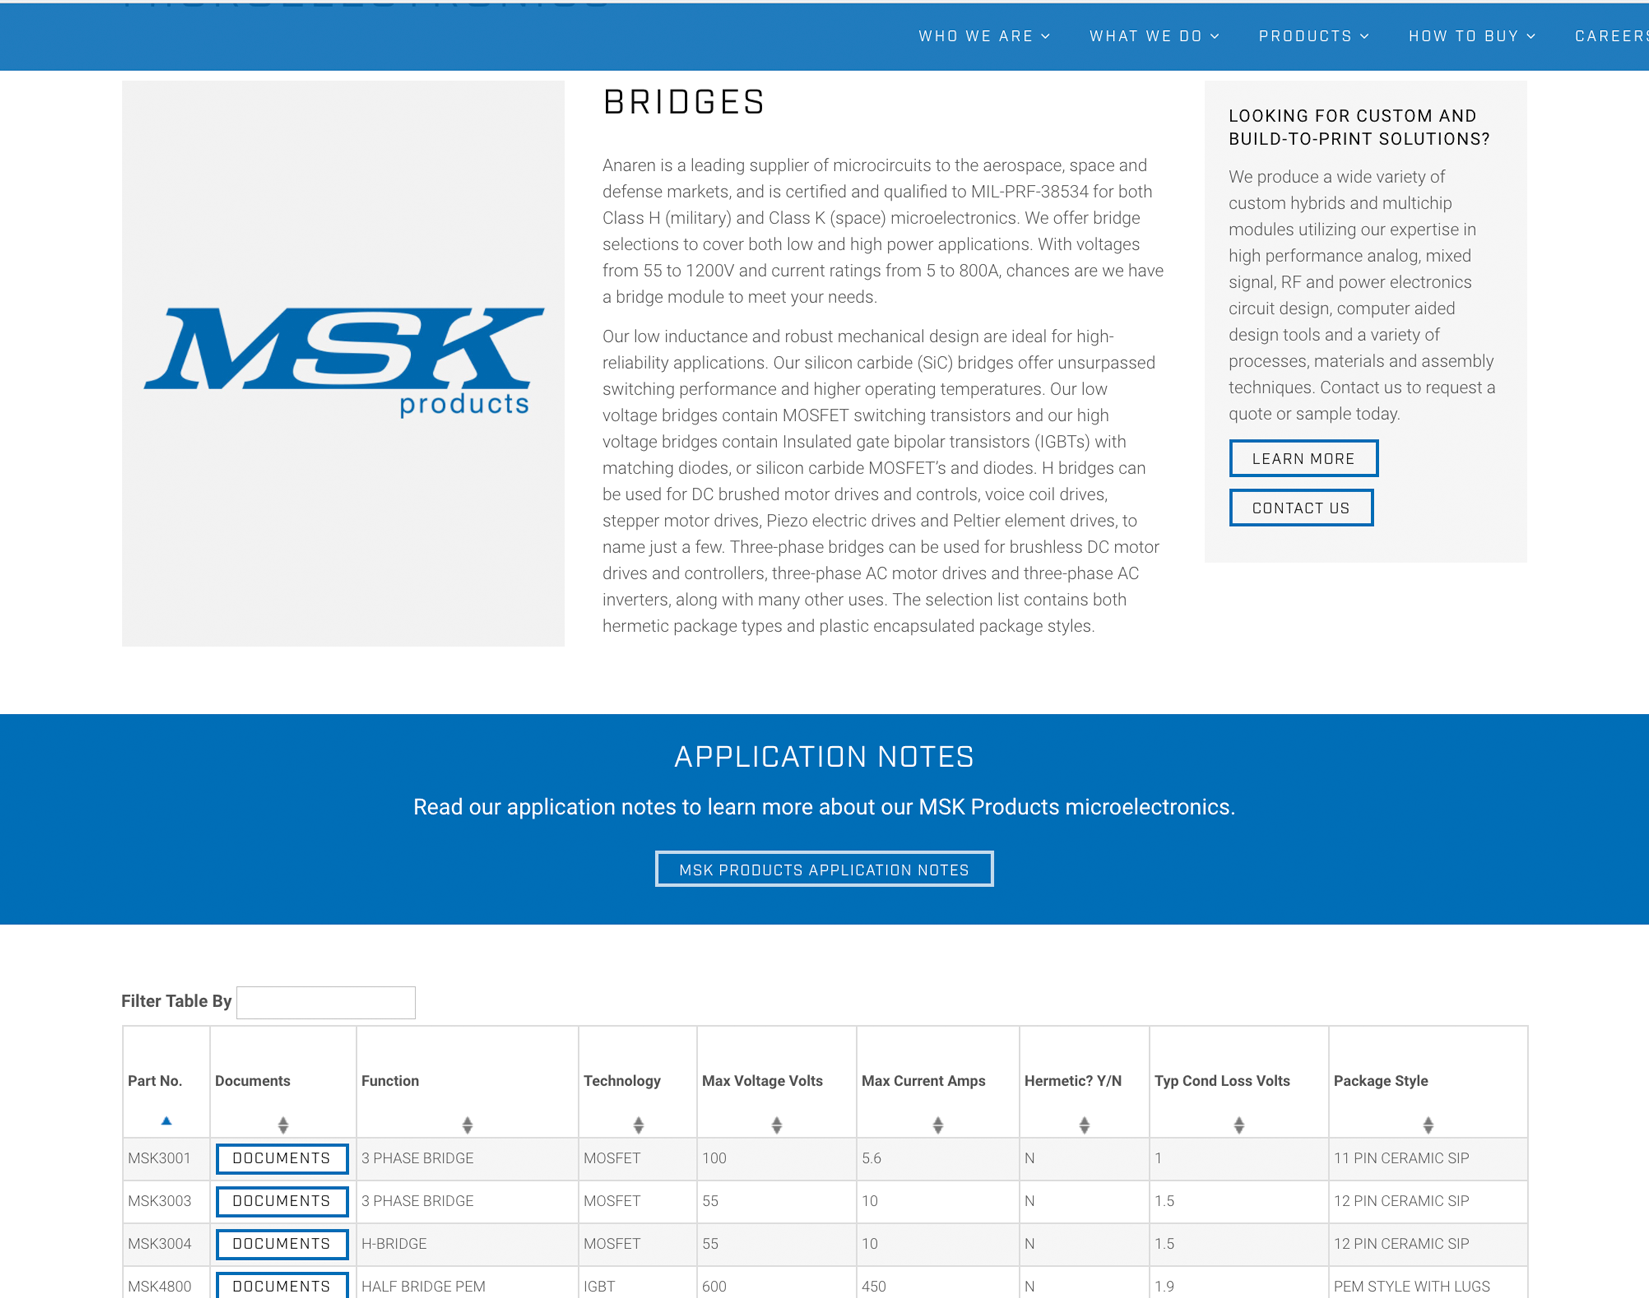 WHO WE ARE
WHAT WE DO
PRODUCTS
HOW TO BUY
CAREERS
MSK
products
BRIDGES
Anaren is a leading supplier of microcircuits to the aerospace, space and
defense markets, and is certified and qualified to MIL-PRF-38534 for both
Class H (military) and Class K (space) microelectronics. We offer bridge
selections to cover both low and high power applications. With voltages
from 55 to 1200V and current ratings from 5 to 800A, chances are we have
a bridge module to meet your needs.
Our low inductance and robust mechanical design are ideal for high-
reliability applications. Our silicon carbide (SiC) bridges offer unsurpassed
switching performance and higher operating temperatures. Our low
voltage bridges contain MOSFET switching transistors and our high
voltage bridges contain Insulated gate bipolar transistors (IGBTs) with
matching diodes, or silicon carbide MOSFET's and diodes. H bridges can
be used for DC brushed motor drives and controls, voice coil drives,
stepper motor drives, Piezo electric drives and Peltier element drives, to
name just a few. Three-phase bridges can be used for brushless DC motor
drives and controllers, three-phase AC motor drives and three-phase AC
inverters, along with many other uses. The selection list contains both
hermetic package types and plastic encapsulated package styles.
LOOKING FOR CUSTOM AND
BUILD-TO-PRINT SOLUTIONS?
We produce a wide variety of
custom hybrids and multichip
modules utilizing our expertise in
high performance analog, mixed
signal, RF and power electronics
circuit design, computer aided
design tools and a variety of
processes, materials and assembly
techniques. Contact us to request a
quote or sample today.
LEARN MORE
CONTACT US
APPLICATION NOTES
Read our application notes to learn more about our MSK Products microelectronics.
MSK PRODUCTS APPLICATION NOTES
Filter Table By
Part No. Documents Function Technology Max Voltage Volts Max Current Amps Hermetic? Y/N Typ Cond Loss Volts Package Style
MSK3001 DOCUMENTS 3 PHASE BRIDGE MOSFET 100 5.6 N 1 11 PIN CERAMIC SIP
MSK3003 DOCUMENTS 3 PHASE BRIDGE MOSFET 55 10 N 1.5 12 PIN CERAMIC SIP
MSK3004 DOCUMENTS H-BRIDGE MOSFET 55 10 N 1.5 12 PIN CERAMIC SIP
MSK4800 DOCUMENTS HALF BRIDGE PEM IGBT 600 450 N 1.9 PEM STYLE WITH LUGS